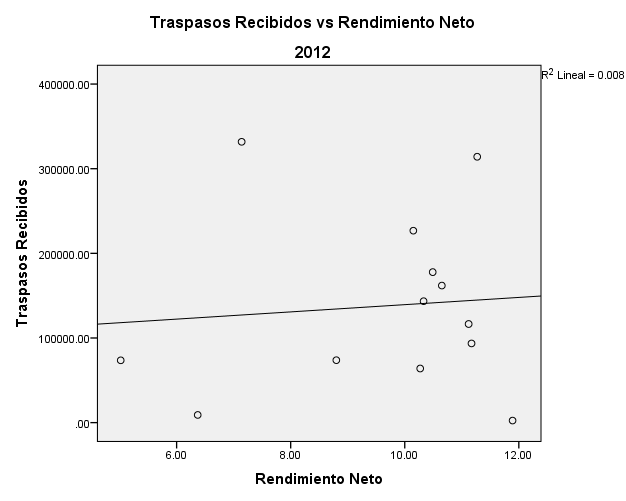 Traspasos Recibidos vs Rendimiento Neto
2012
R2 Lineal = 0.008
400000.00
300000.00
200000.00
100000.00
.00
Traspasos Recibidos
6.00 8.00 10.00 12.00
Rendimiento Neto